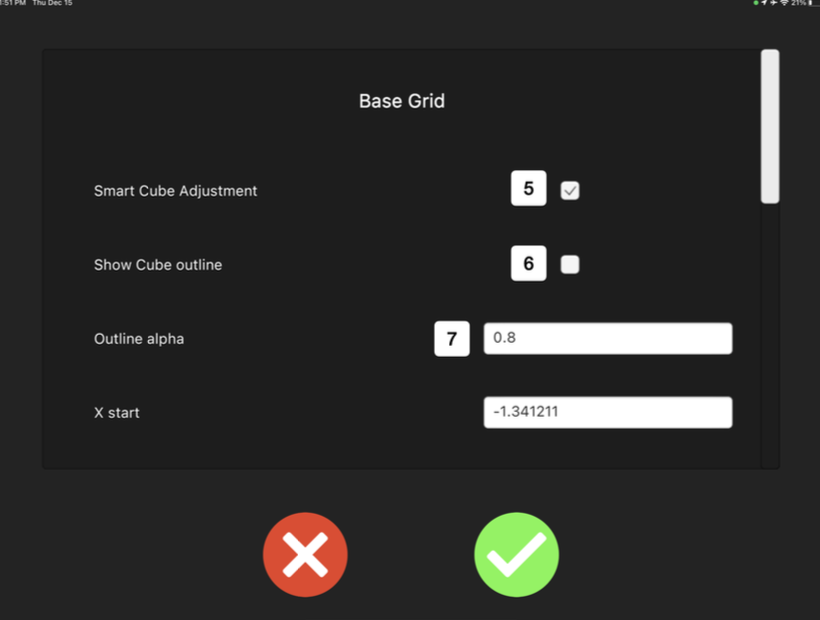 :51 PM Thu Dec 15
21%
Base Grid
Smart Cube Adjustment 5
Show Cube outline 6
Outline alpha 7 0.8
X start -1.341211